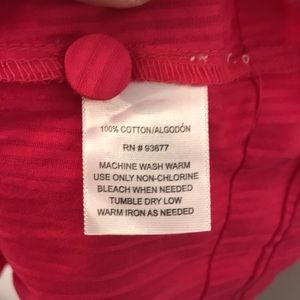 100% COTTON/ALGODÓN
RN # 93677
MACHINE WASH WARM
USE ONLY NON-CHLORINE
BLEACH WHEN NEEDED
TUMBLE DRY LOW
WARM IRON AS NEEDED